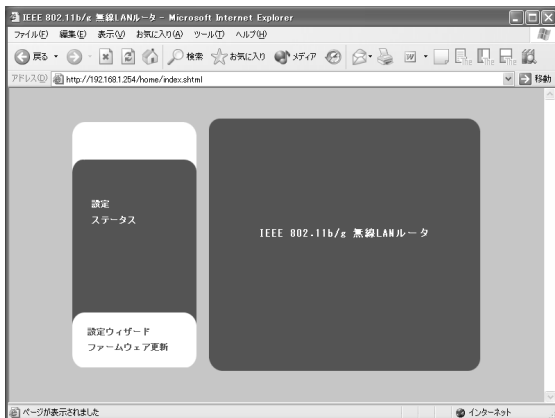 IEEE 802.11b/g 無線LANルータ - Microsoft Internet Explorer
ファイル(F) 編集(E) 表示(V) お気に入り(A) ツール(T) ヘルプ(H)
戻る 検索 お気に入り メディア
アドレス(D) http://192.168.1.254/home/index.shtml 移動
設定
ステータス
IEEE 802.11b/g 無線LANルータ
設定ウィザード
ファームウェア更新
ページが表示されました インターネット